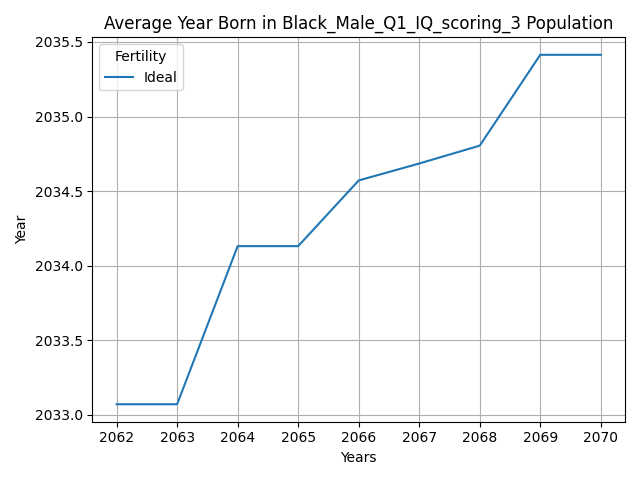 Average Year Born in Black_Male_Q1_IQ_scoring_3 Population
2035.5
2035.0
2034.5
2034.0
2033.5
2033.0
Year
Fertility
Ideal
2062 2063 2064 2065 2066 2067 2068 2069 2070
Years